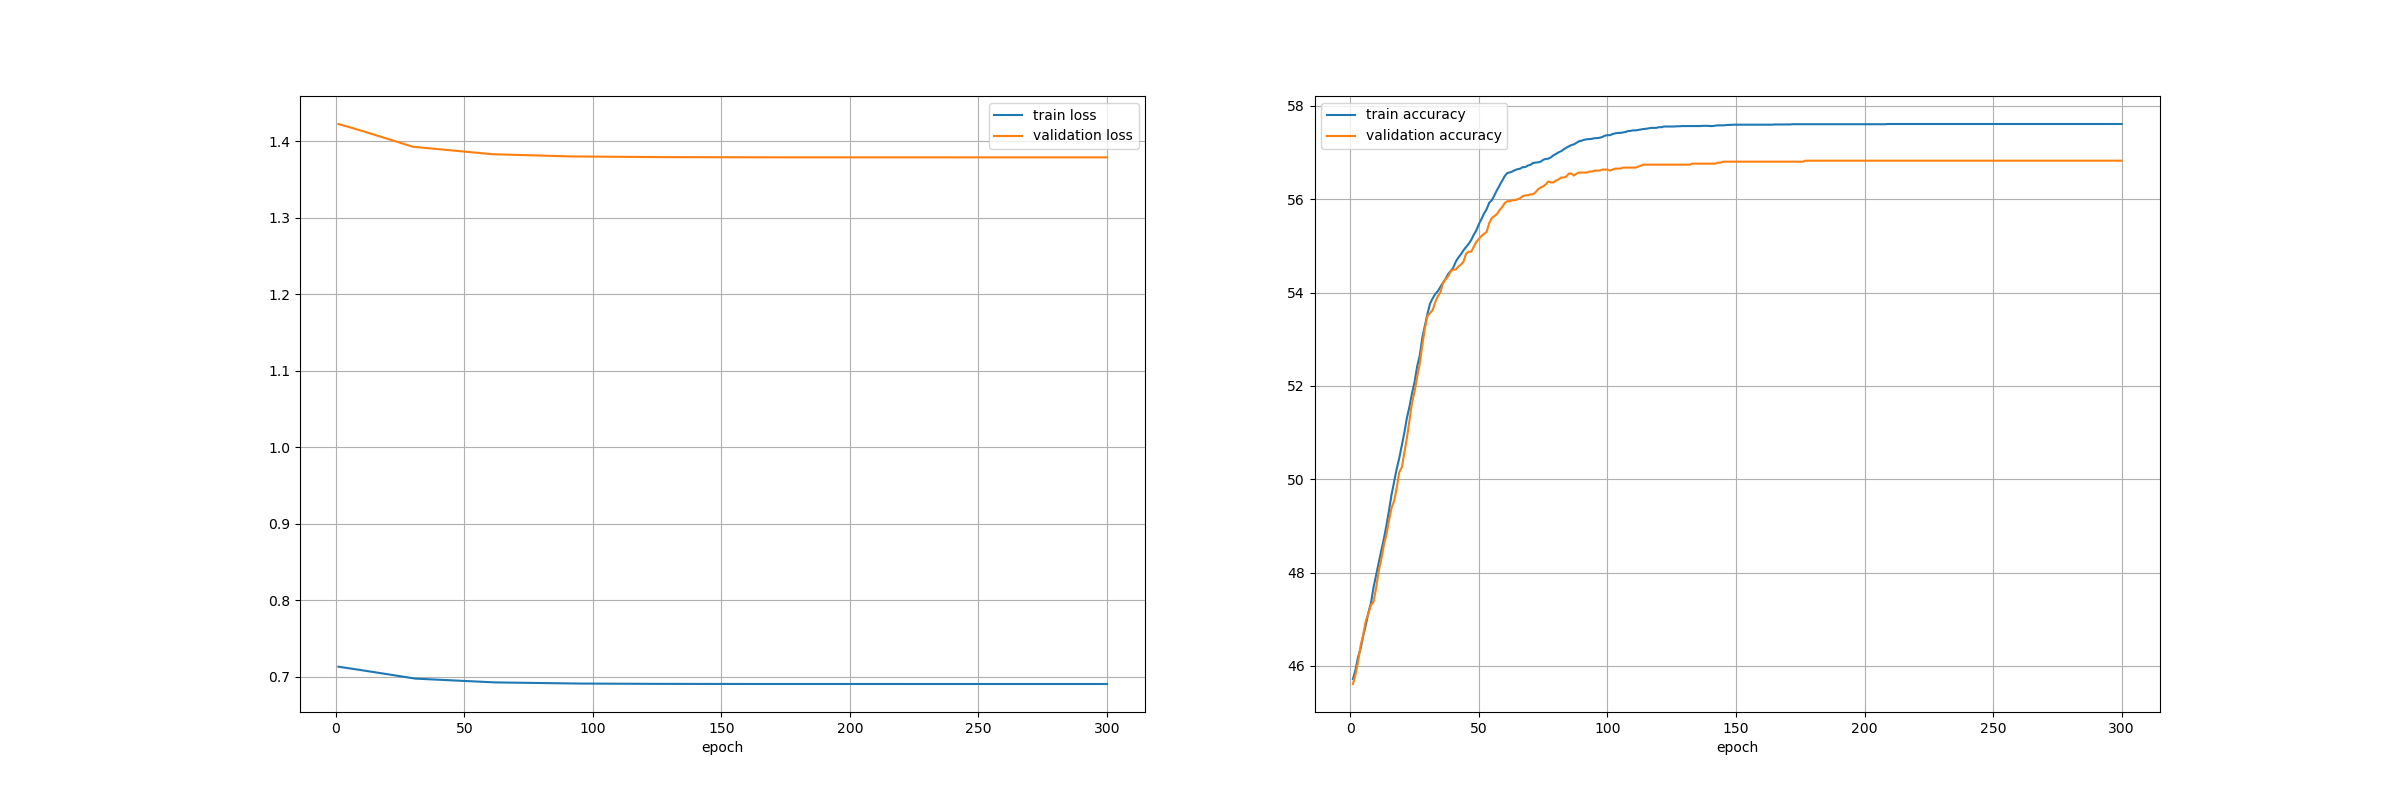 train loss
validation loss
1.4
1.3
1.2
1.1
1.0
0.9
0.8
0.7
0 50 100 150 200 250 300
epoch
train accuracy
validation accuracy
58
56
54
52
50
48
46
0 50 100 150 200 250 300
epoch